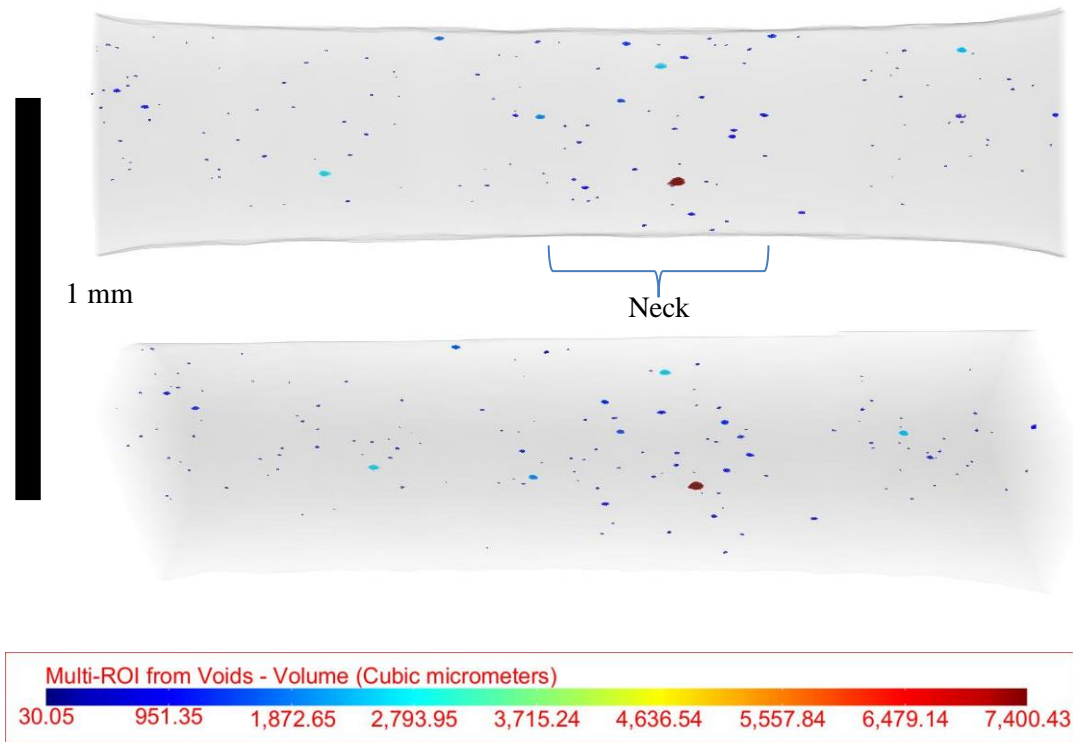 1 mm
Neck
Multi-ROI from Voids - Volume (Cubic micrometers)
30.05 951.35 1,872.65 2,793.95 3,715.24 4,636.54 5,557.84 6,479.14 7,400.43